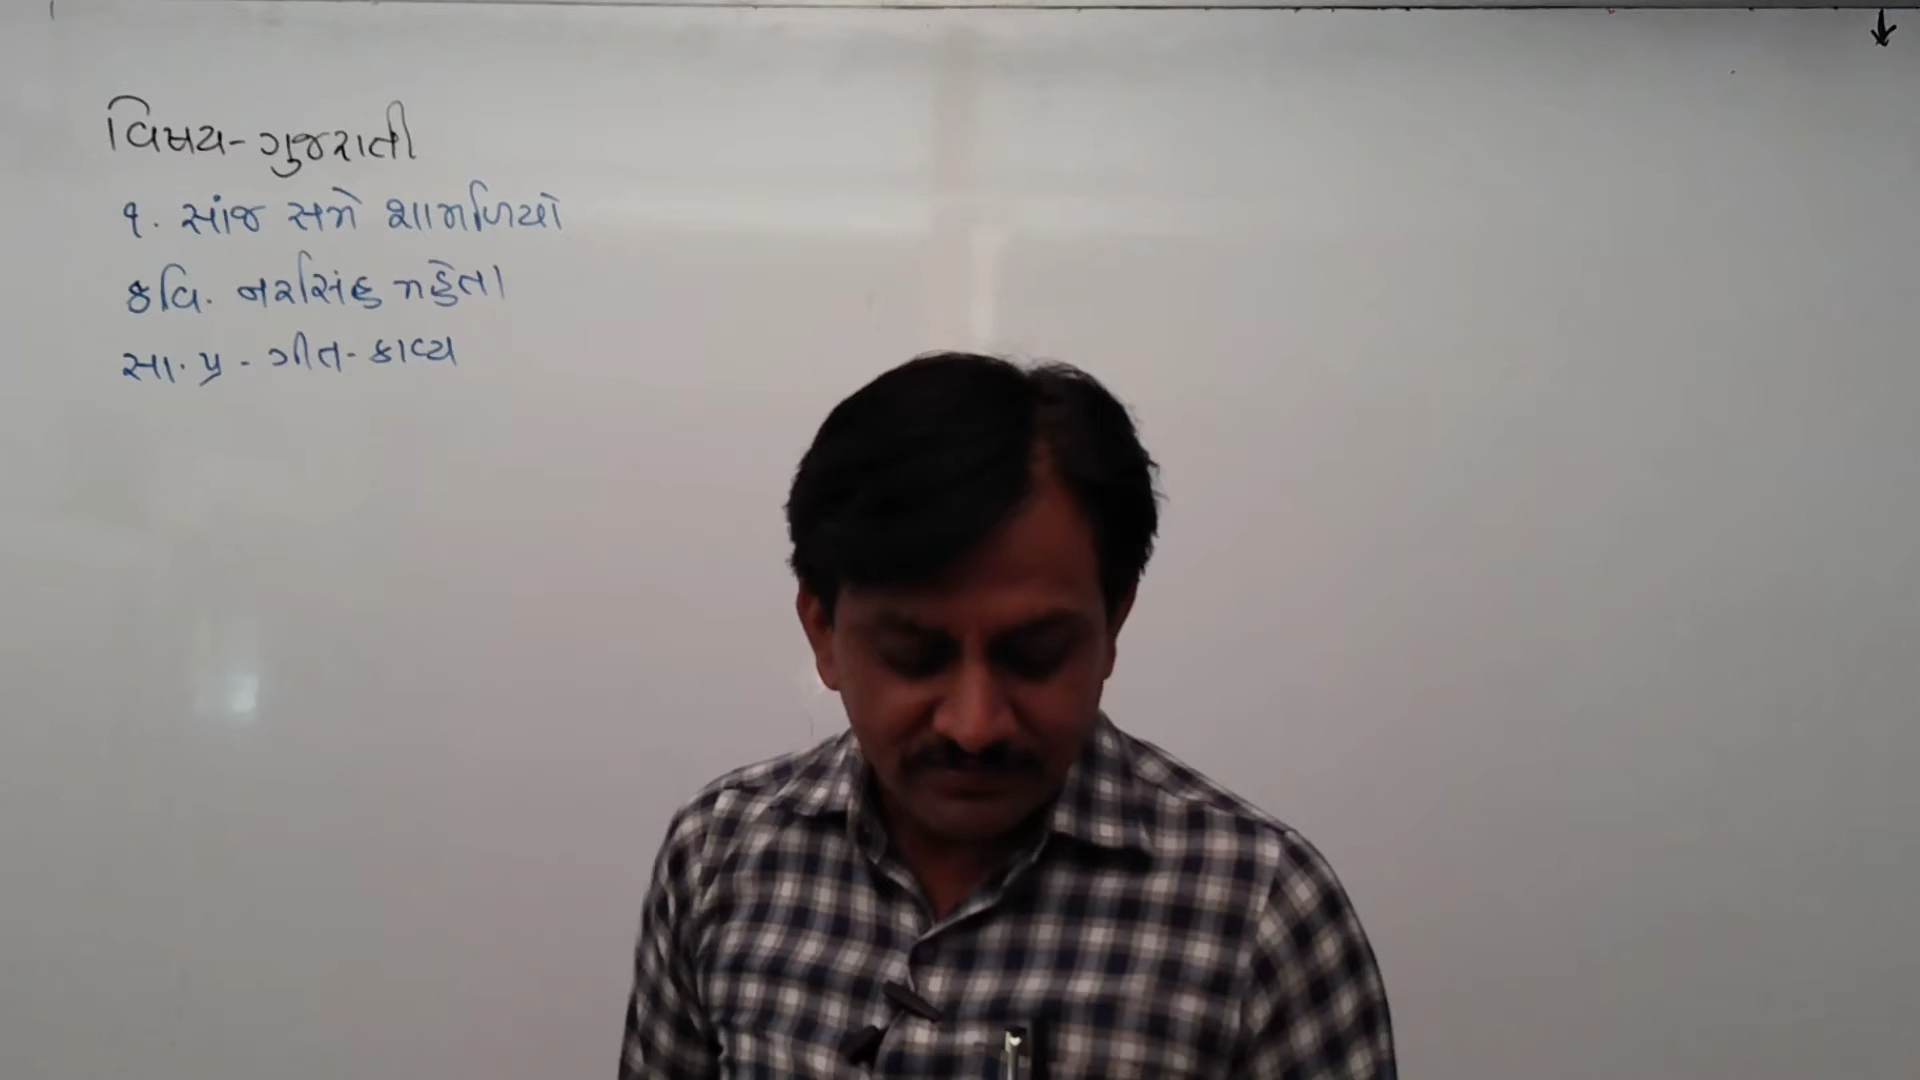 વિષય-ગુજરાતી
૧. સાંજ સમે શામળિયો
કવિ. નરસિંહ મહેતા
સા. પ્ર - ગીત-કાવ્ય